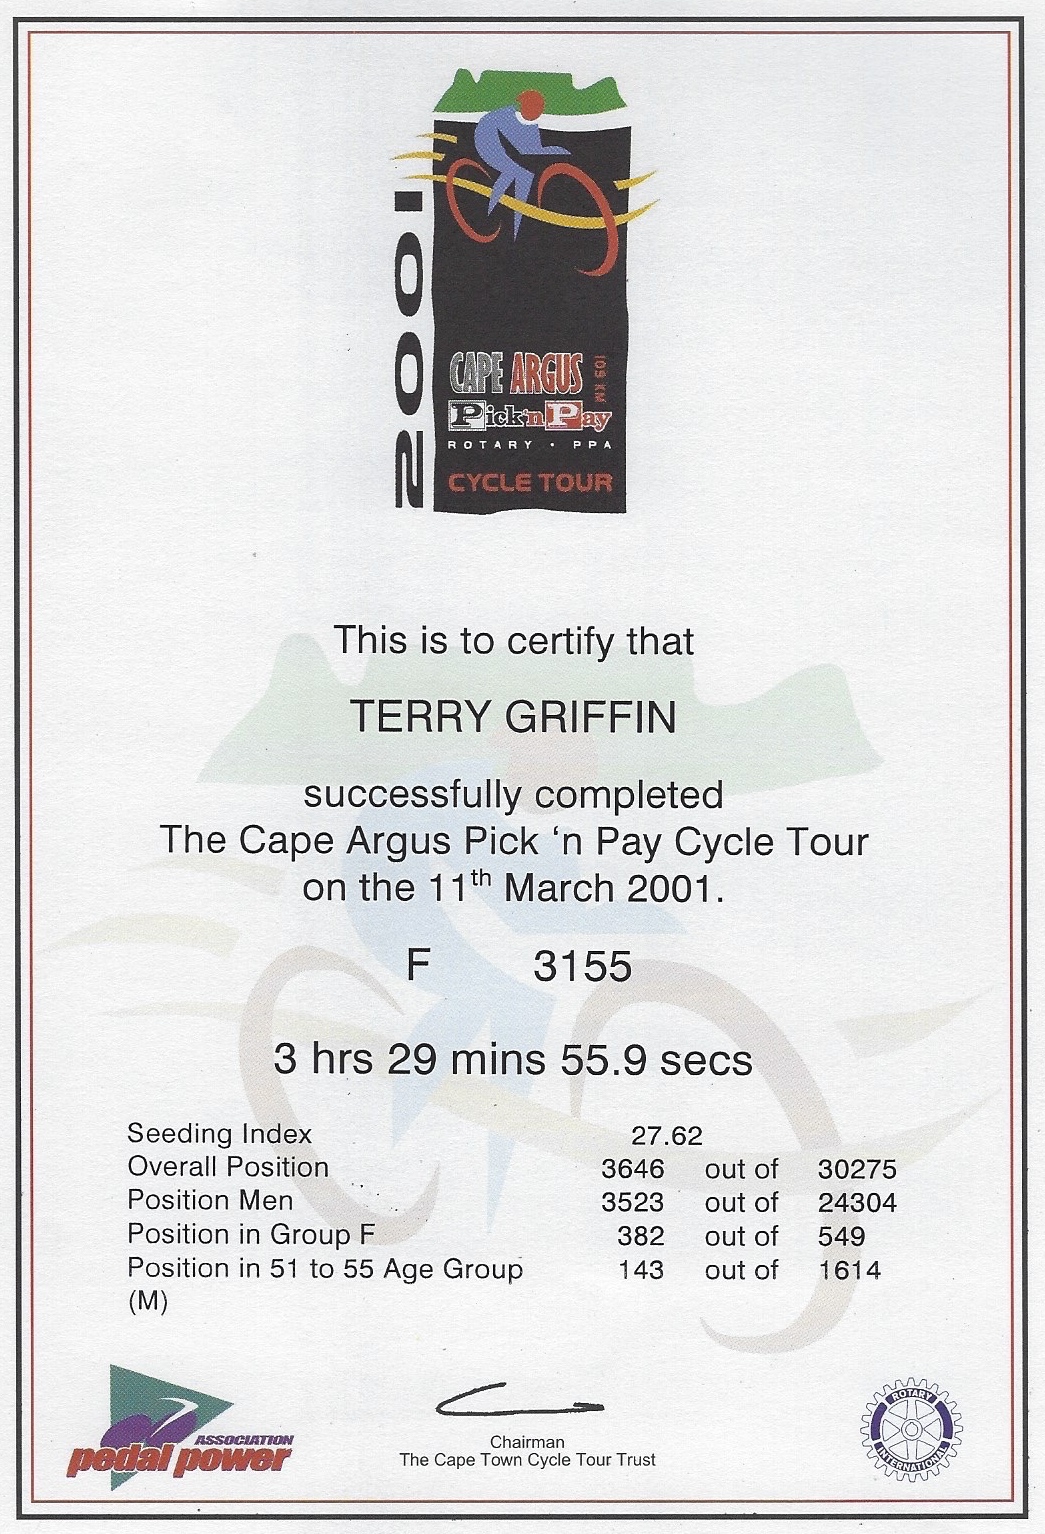 2001
CAPE ARGUS
109 KM
Pick 'n Pay
ROTARY · PPA
CYCLE TOUR
This is to certify that
TERRY GRIFFIN
successfully completed
The Cape Argus Pick ‘n Pay Cycle Tour
on the 11th March 2001.
F 3155
3 hrs 29 mins 55.9 secs
Seeding Index 27.62
Overall Position 3646 out of 30275
Position Men 3523 out of 24304
Position in Group F 382 out of 549
Position in 51 to 55 Age Group 143 out of 1614
(M)
ASSOCIATION
pedal power
Chairman
The Cape Town Cycle Tour Trust
ROTARY
INTERNATIONAL